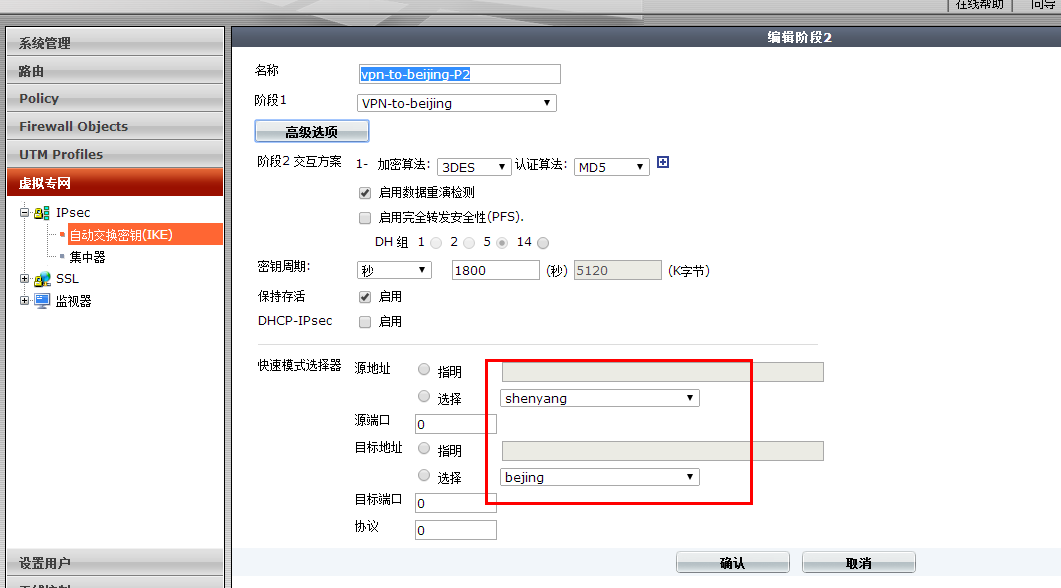 在线帮助 向导
系统管理
路由
Policy
Firewall Objects
UTM Profiles
虚拟专网
IPsec
自动交换密钥(IKE)
集中器
SSL
监视器
设置用户
编辑阶段2
名称 vpn-to-beijing-P2
阶段1 VPN-to-beijing
高级选项
阶段2 交互方案 1- 加密算法: 3DES 认证算法: MD5
启用数据重演检测
启用完全转发安全性(PFS).
DH 组 1 2 5 14
密钥周期: 秒 1800 (秒) 5120 (K字节)
保持存活 启用
DHCP-IPsec 启用
快速模式选择器 源地址 指明
选择 shenyang
源端口 0
目标地址 指明
选择 bejing
目标端口 0
协议 0
确认 取消